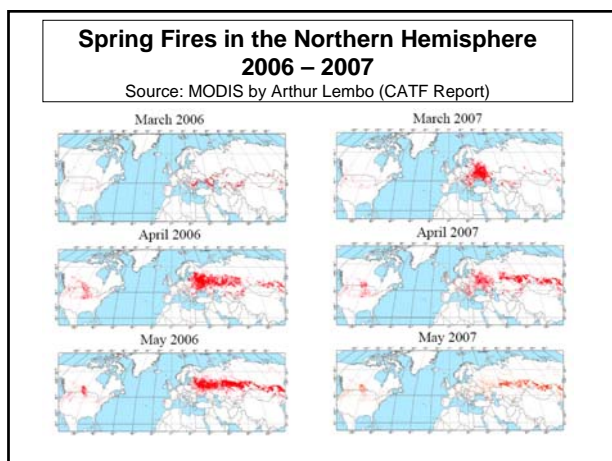 Spring Fires in the Northern Hemisphere
2006 – 2007
Source: MODIS by Arthur Lembo (CATF Report)
March 2006
March 2007
April 2006
April 2007
May 2006
May 2007